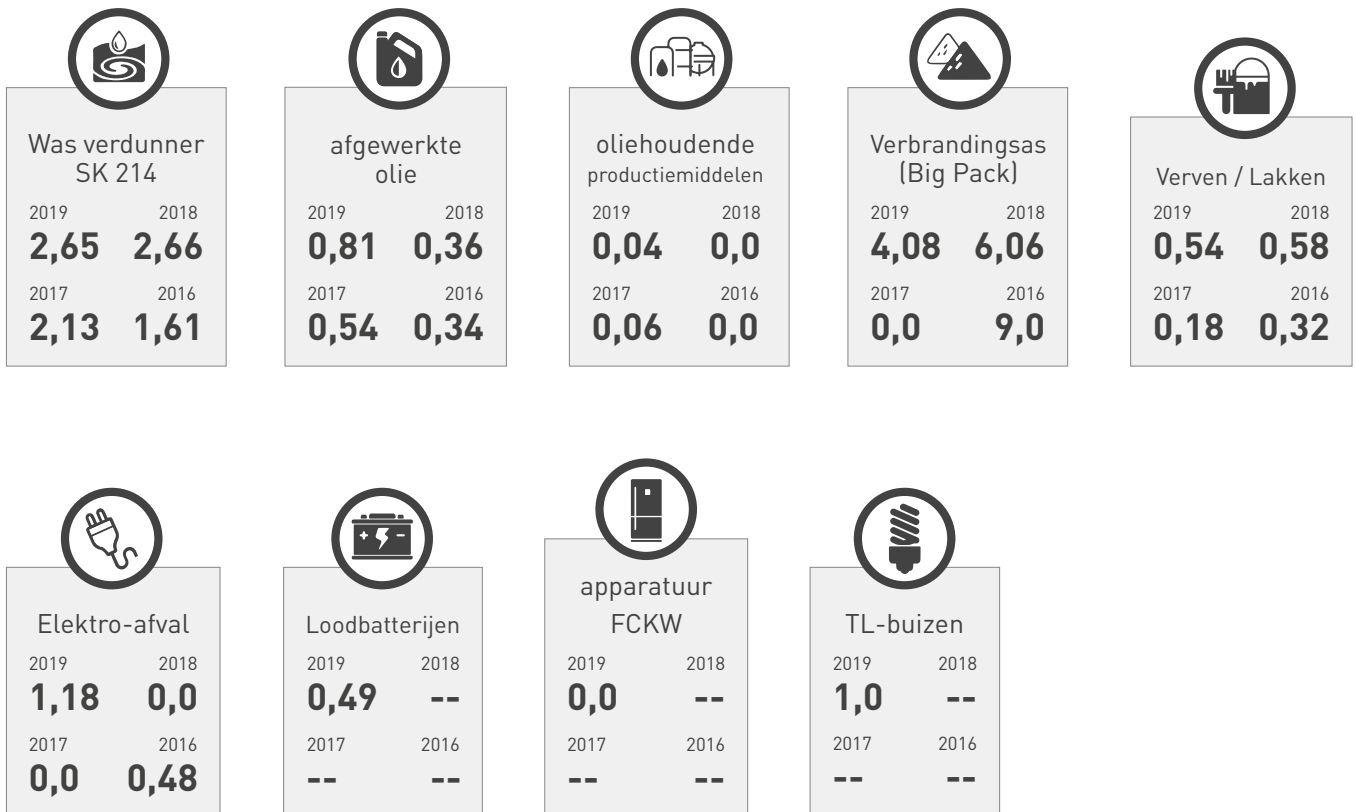 Was verdunner
SK 214
2019 2018
2,65 2,66
2017 2016
2,13 1,61
afgewerkte
olie
2019 2018
0,81 0,36
2017 2016
0,54 0,34
oliehoudende
productiemiddelen
2019 2018
0,04 0,0
2017 2016
0,06 0,0
Verbrandingsas
(Big Pack)
2019 2018
4,08 6,06
2017 2016
0,0 9,0
Verven / Lakken
2019 2018
0,54 0,58
2017 2016
0,18 0,32
Elektro-afval
2019 2018
1,18 0,0
2017 2016
0,0 0,48
Loodbatterijen
2019 2018
0,49 --
2017 2016
-- --
apparatuur
FCKW
2019 2018
0,0 --
2017 2016
-- --
TL-buizen
2019 2018
1,0 --
2017 2016
-- --